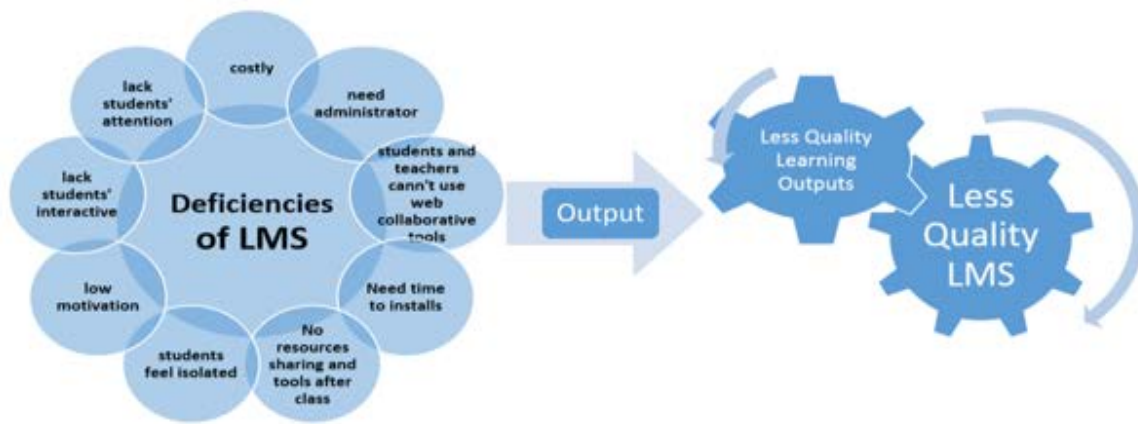 costly
need
administrator
students and
teachers
cann't use
web
collaborative
tools
Need time
to installs
No
resources
sharing and
tools after
class
students
feel isolated
low
motivation
lack
students'
interactive
lack
students'
attention
Deficiencies
of LMS
Output
Less Quality
Learning
Outputs
Less
Quality
LMS